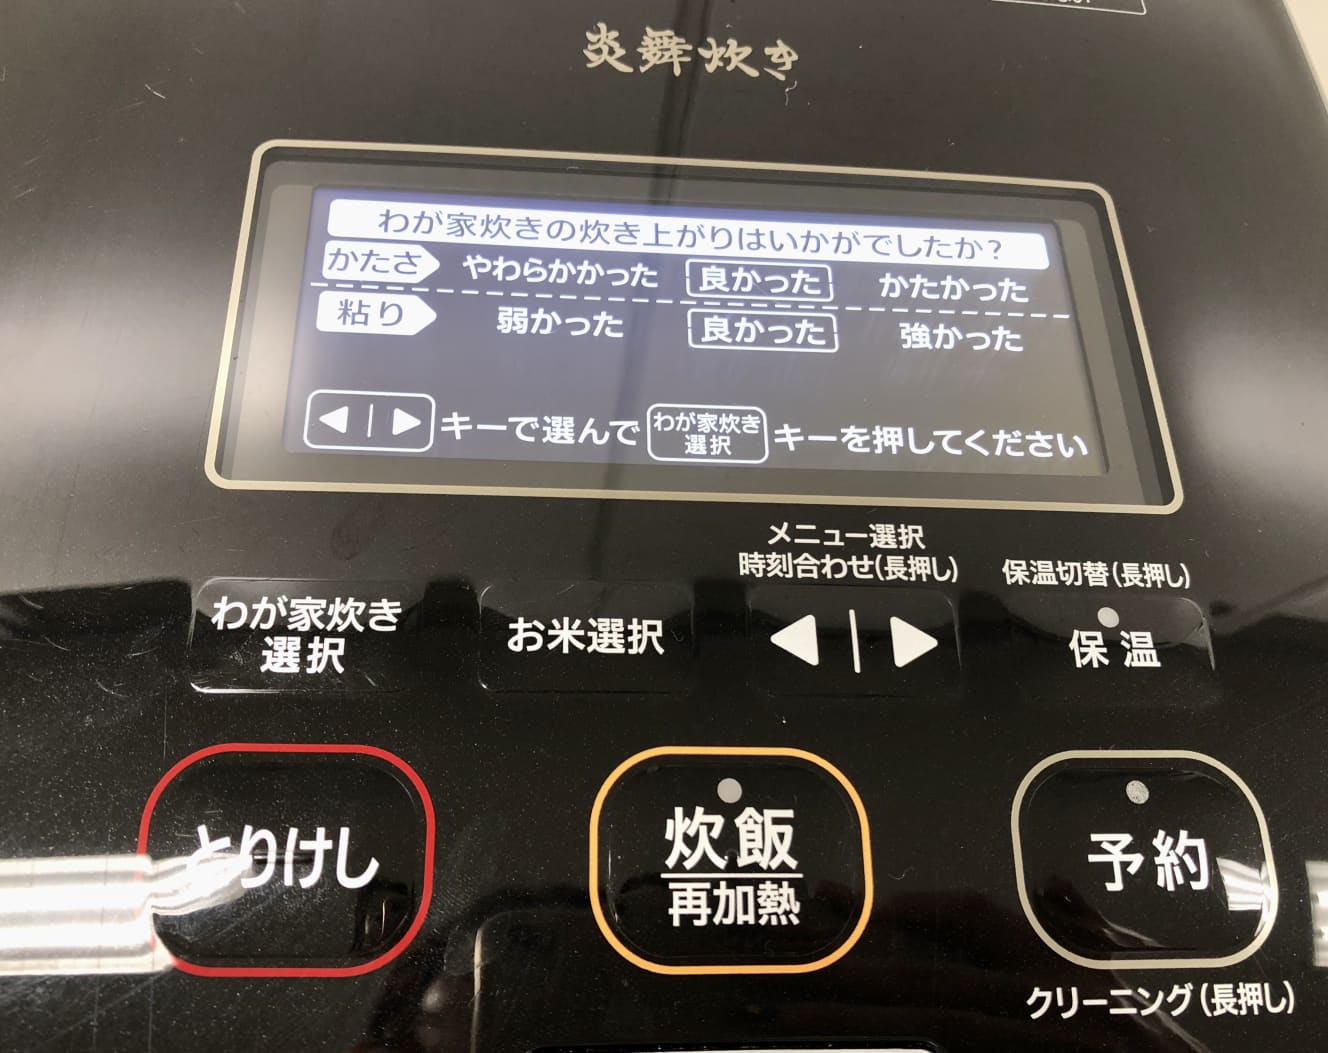 炎舞炊き
わが家炊きの炊き上がりはいかがでしたか?
かたさ やわらかかった 良かった かたかった
粘り 弱かった 良かった 強かった
◀|▶ キーで選んで わが家炊き選択 キーを押してください
メニュー選択
時刻合わせ(長押し)
保温切替(長押し)
わが家炊き
選択
お米選択
◀|▶
保温
とりけし
炊飯
再加熱
予約
クリーニング(長押し)